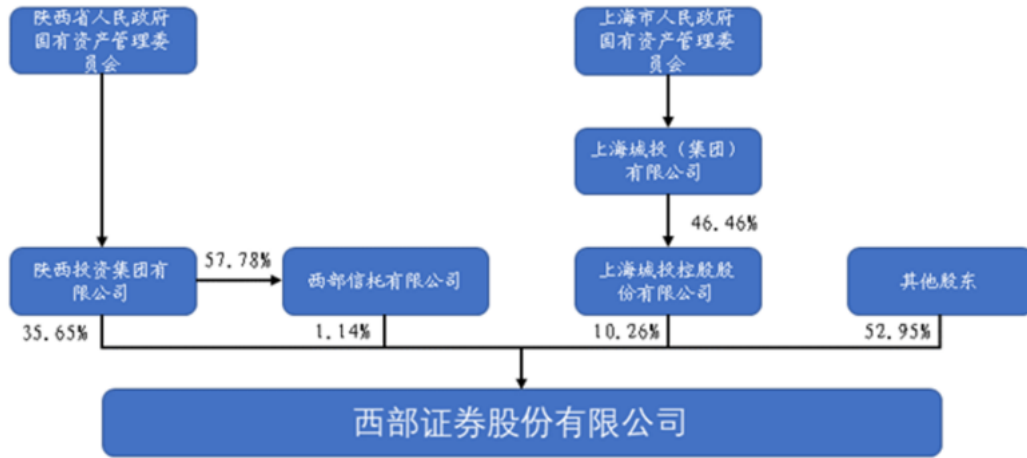 陕西省人民政府
国有资产管理委
员会
上海市人民政府
国有资产管理委
员会
上海城投（集团）
有限公司
46.46%
陕西投资集团有
限公司
57.78%
西部信托有限公司
上海城投控股股
份有限公司
其他股东
35.65%
1.14%
10.26%
52.95%
西部证券股份有限公司